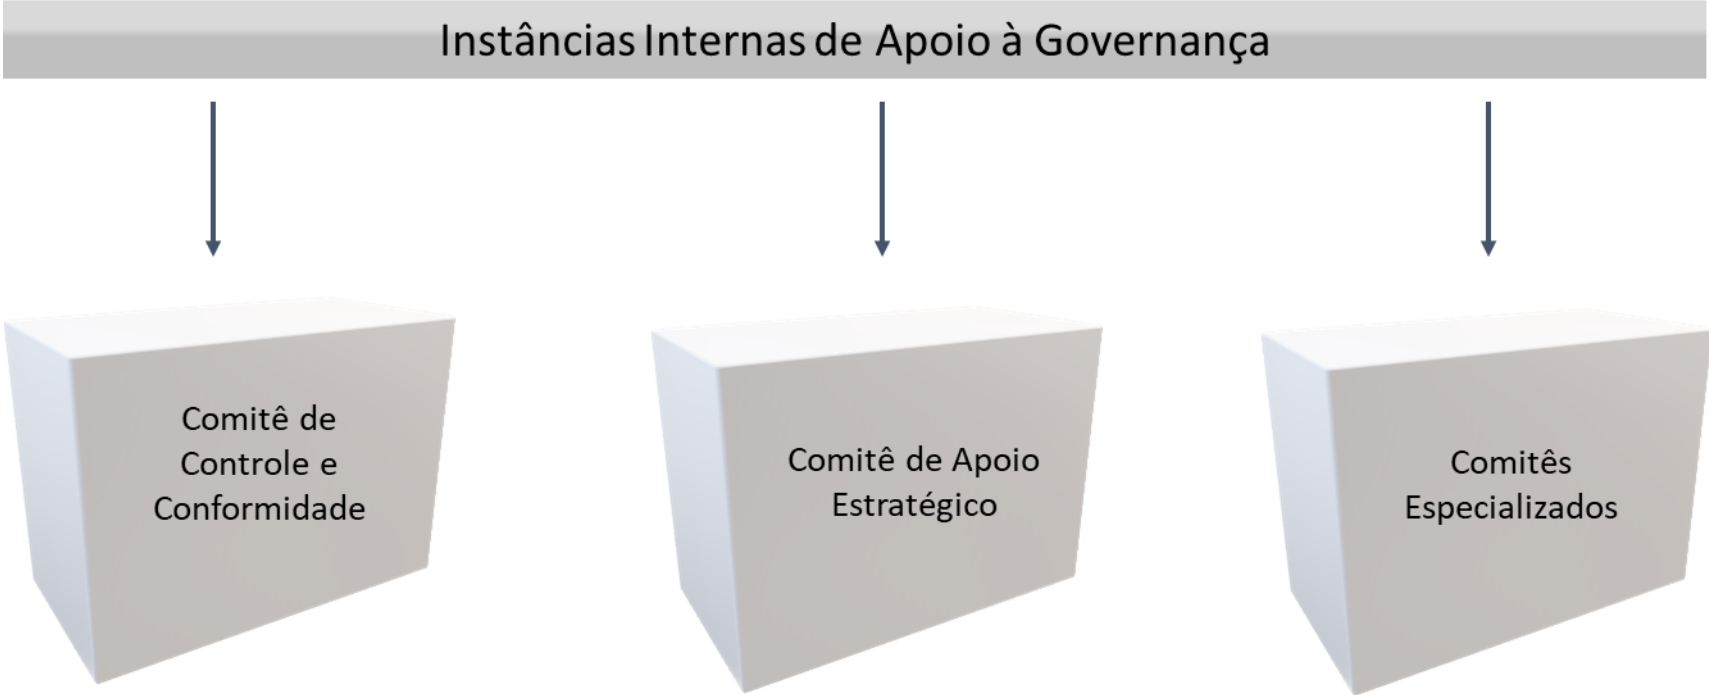 Instâncias Internas de Apoio à Governança
Comitê de
Controle e
Conformidade
Comitê de Apoio
Estratégico
Comitês
Especializados